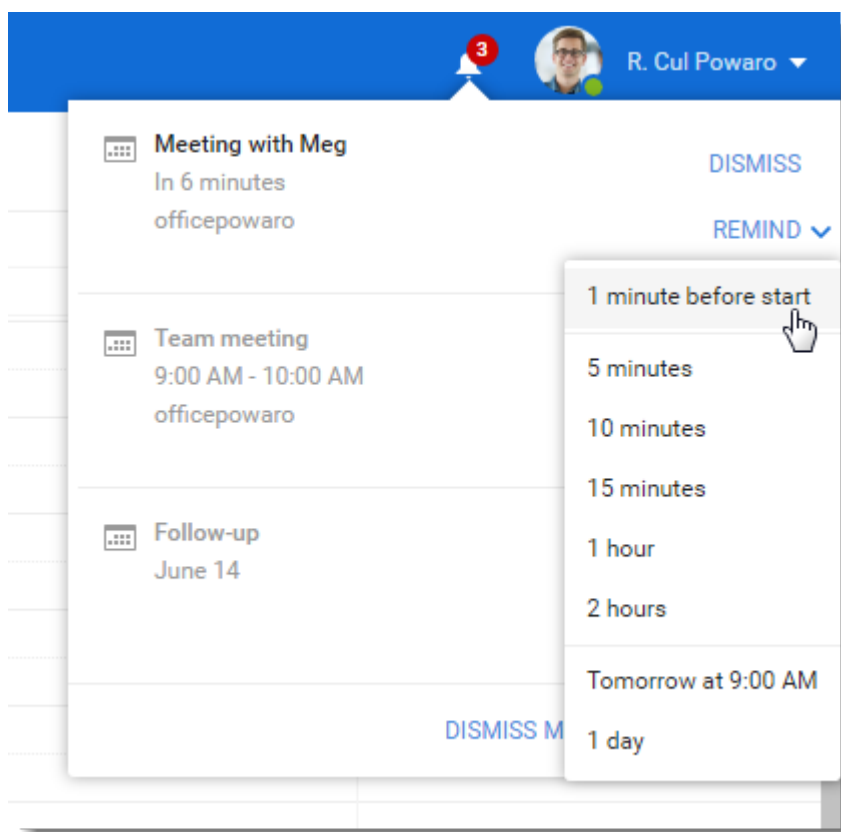 3
R. Cul Powaro
Meeting with Meg
In 6 minutes
officepowaro
DISMISS
REMIND
1 minute before start
5 minutes
10 minutes
15 minutes
1 hour
2 hours
Tomorrow at 9:00 AM
1 day
Team meeting
9:00 AM - 10:00 AM
officepowaro
Follow-up
June 14
DISMISS M